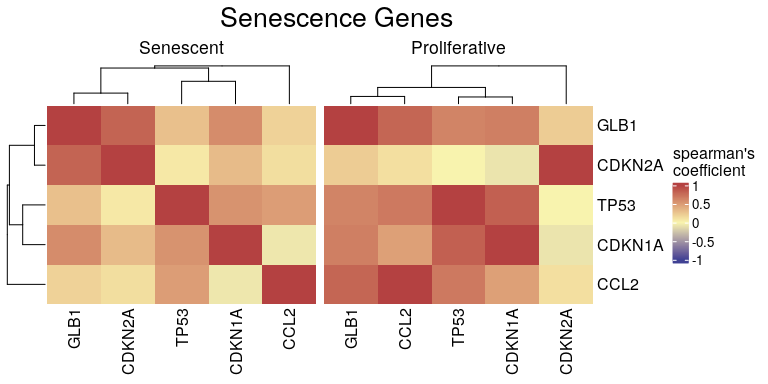 Senescence Genes
Senescent
Proliferative
GLB1
CDKN2A
TP53
CDKN1A
CCL2
spearman's
coefficient
1
0.5
0
-0.5
-1
GLB1
CDKN2A
TP53
CDKN1A
CCL2
GLB1
CCL2
TP53
CDKN1A
CDKN2A